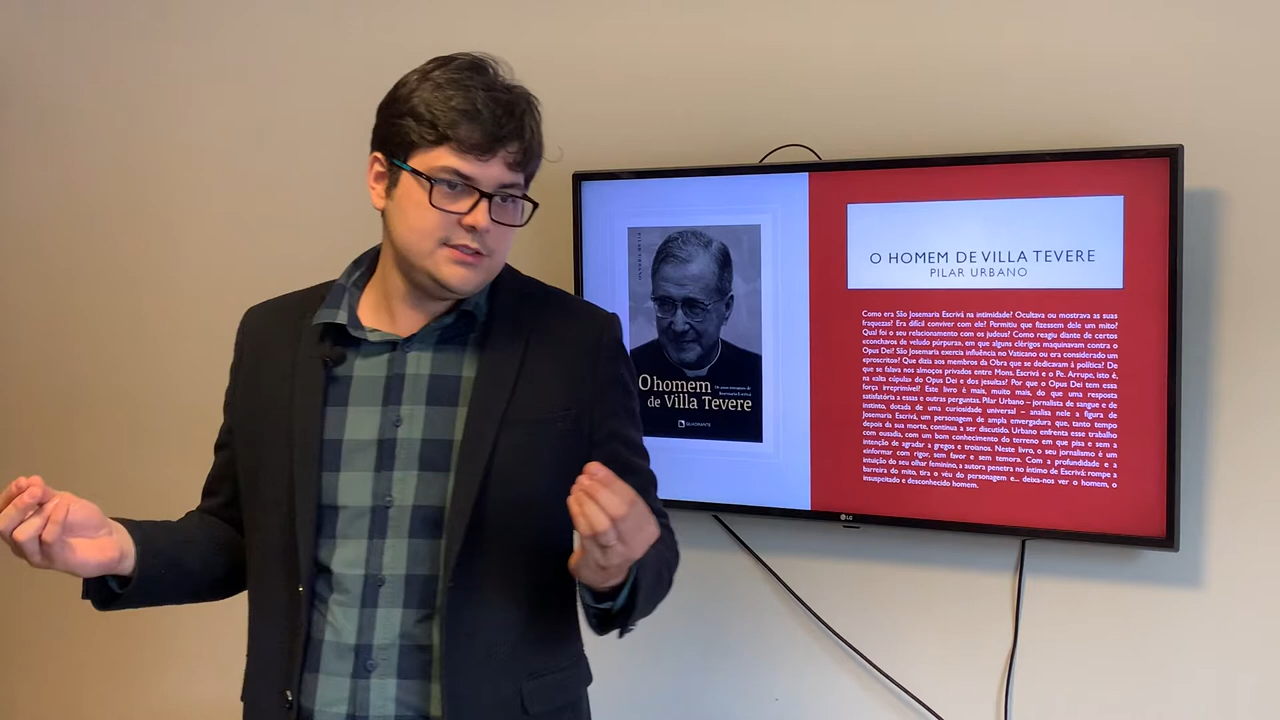 PILAR URBANO
O homem
Os anos romanos de
Josemaria Escrivá
de Villa Tevere
QUADRANTE
O HOMEM DE VILLA TEVERE
PILAR URBANO
Como era São Josemaria Escrivá na intimidade? Ocultava ou mostrava as suas
fraquezas? Era difícil conviver com ele? Permitiu que fizessem dele um mito?
Qual foi o seu relacionamento com os judeus? Como reagiu diante de certos
«concharos de veludo púrpura», em que alguns clérigos maquinavam contra o
Opus Dei? São Josemaria exercia influência no Vaticano ou era considerado um
«proscrito»? Que dizia aos membros da Obra que se dedicavam à política? De
que se falava nos almoços privados entre Mons. Escrivá e o Pe. Arrupe, isto é,
na «alta cúpula» do Opus Dei e dos jesuítas? Por que o Opus Dei tem essa
força irreprimível? Este livro é mais, muito mais, do que uma resposta
satisfatória a essas e outras perguntas. Pilar Urbano – jornalista de sangue e de
instinto, dotada de uma curiosidade universal – analisa nele a figura de
Josemaria Escrivá, um personagem de ampla envergadura que, tanto tempo
depois da sua morte, continua a ser discutido. Urbano enfrenta esse trabalho
com ousadia, com um bom conhecimento do terreno em que pisa e sem a
intenção de agradar a gregos e troianos. Neste livro, o seu jornalismo é um
«informar com rigor, sem favor e sem temor». Com a profundidade e a
intuição do seu olhar feminino, a autora penetra no íntimo de Escrivá: rompe a
barreira do mito, tira o véu do personagem e... deixa-nos ver o homem, o
insuspeitado e desconhecido homem.
LG